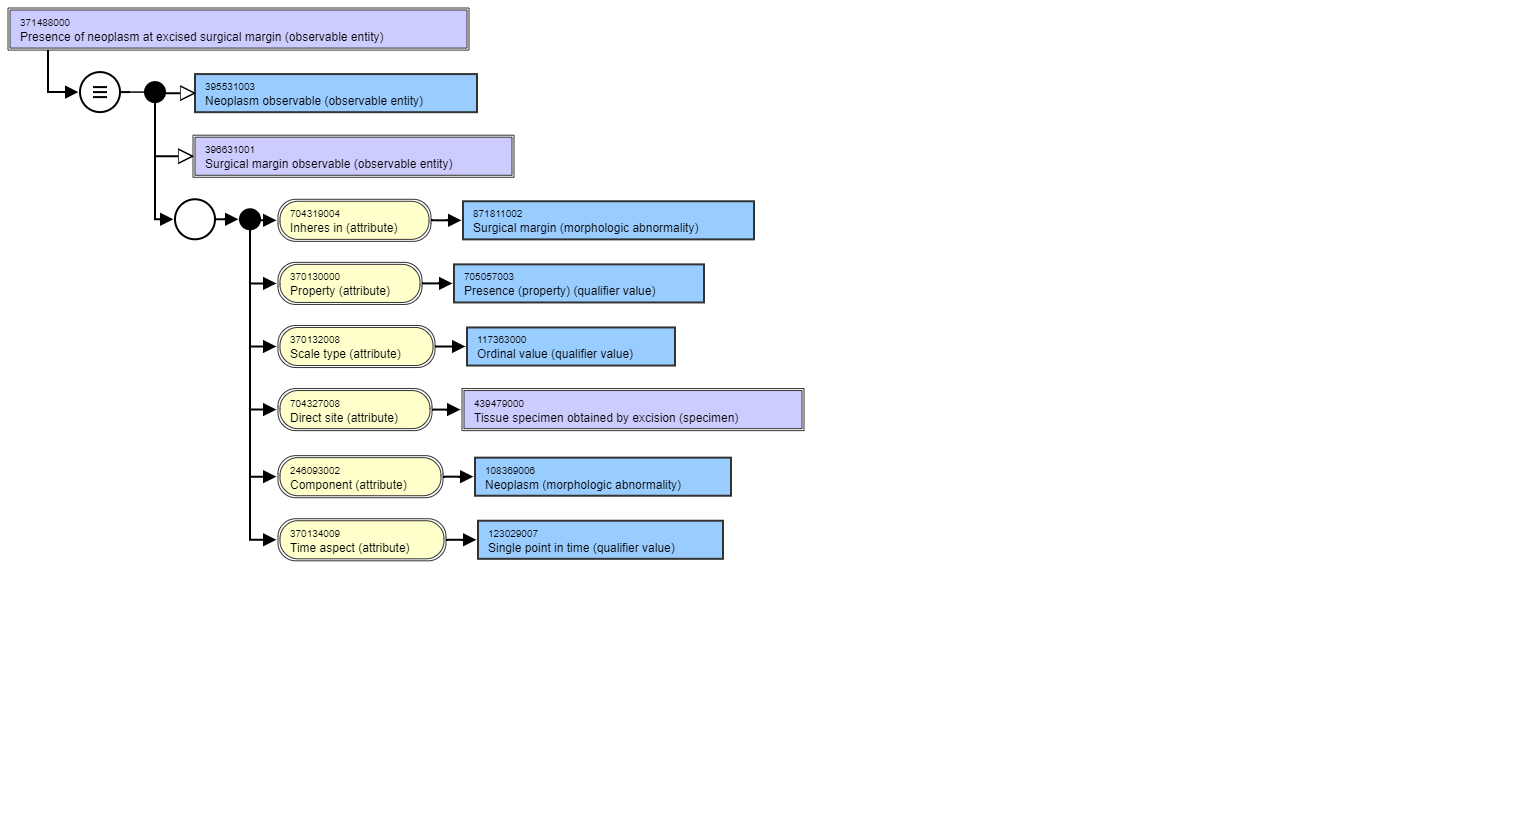 371488000
Presence of neoplasm at excised surgical margin (observable entity)
395531003
Neoplasm observable (observable entity)
396631001
Surgical margin observable (observable entity)
704319004
Inheres in (attribute)
871811002
Surgical margin (morphologic abnormality)
370130000
Property (attribute)
705057003
Presence (property) (qualifier value)
370132008
Scale type (attribute)
117363000
Ordinal value (qualifier value)
704327008
Direct site (attribute)
439479000
Tissue specimen obtained by excision (specimen)
246093002
Component (attribute)
108369006
Neoplasm (morphologic abnormality)
370134009
Time aspect (attribute)
123029007
Single point in time (qualifier value)